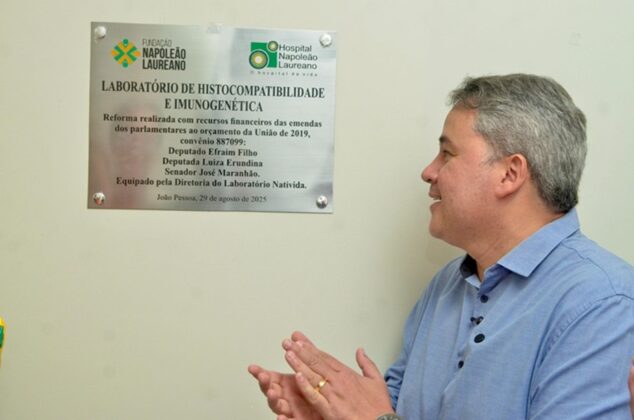 FUNDAÇÃO
NAPOLEÃO
LAUREANO
Hospital
Napoleão
Laureano
O hospital da vida
LABORATÓRIO DE HISTOCOMPATIBILIDADE
E IMUNOGENÉTICA
Reforma realizada com recursos financeiros das emendas
dos parlamentares ao orçamento da União de 2019,
convênio 887099:
Deputado Efraim Filho
Deputada Luiza Erundina
Senador José Maranhão.
Equipado pela Diretoria do Laboratório Nativida.
João Pessoa, 29 de agosto de 2025